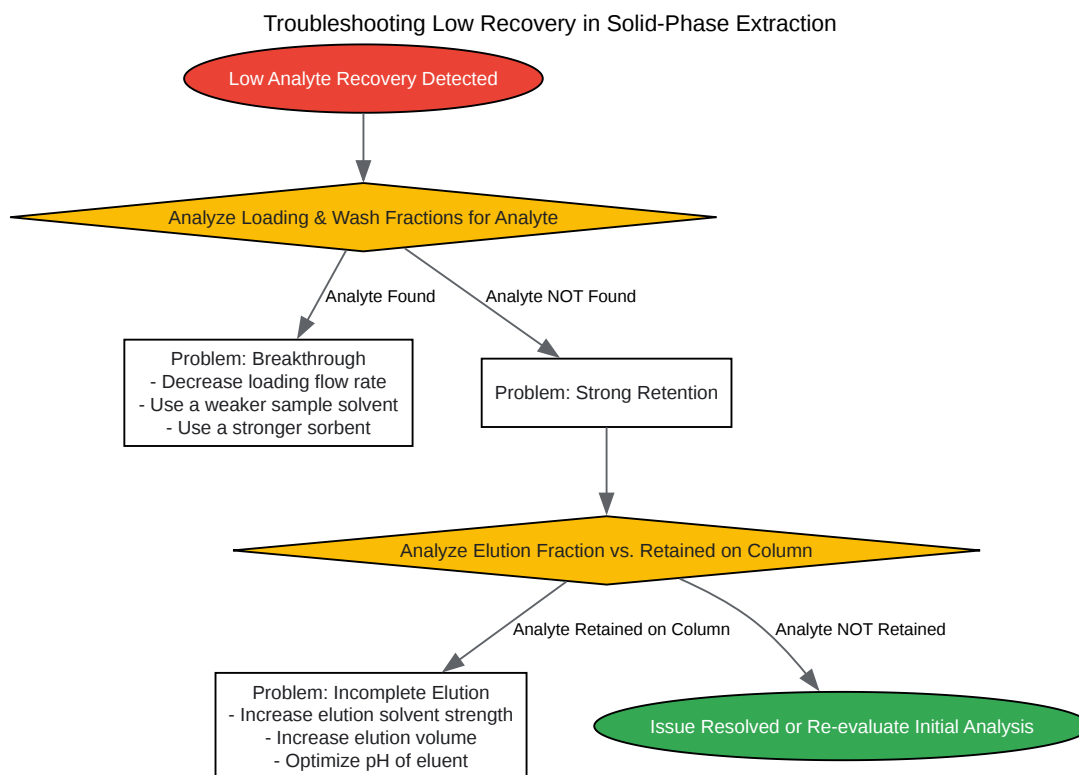 Troubleshooting Low Recovery in Solid-Phase Extraction
Low Analyte Recovery Detected
Analyze Loading & Wash Fractions for Analyte
Analyte Found
Analyte NOT Found
Problem: Breakthrough
- Decrease loading flow rate
- Use a weaker sample solvent
- Use a stronger sorbent
Problem: Strong Retention
Analyze Elution Fraction vs. Retained on Column
Analyte Retained on Column
Analyte NOT Retained
Problem: Incomplete Elution
- Increase elution solvent strength
- Increase elution volume
- Optimize pH of eluent
Issue Resolved or Re-evaluate Initial Analysis